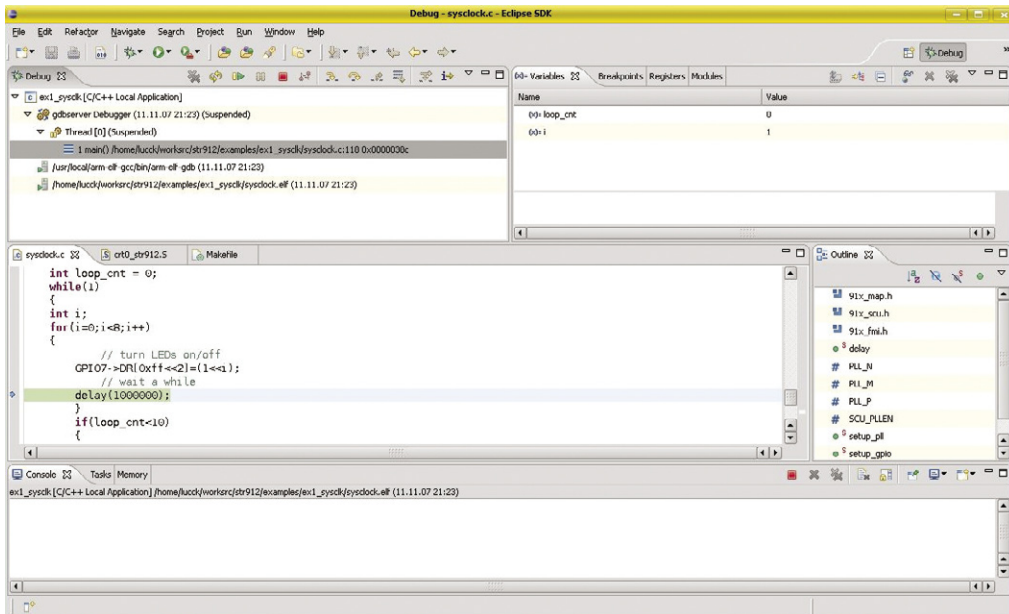 Debug - sysclock.c - Eclipse SDK
File Edit Refactor Navigate Search Project Run Window Help
Debug
Debug
ex1_sysclk [C/C++ Local Application]
gdbserver Debugger (11.11.07 21:23) (Suspended)
Thread [0] (Suspended)
1 main() /home/lucck/worksrc/str912/examples/ex1_sysclk/sysclock.c:118 0x0000038c
/usr/local/arm-elf-gcc/bin/arm-elf-gdb (11.11.07 21:23)
/home/lucck/worksrc/str912/examples/ex1_sysclk/sysclock.elf (11.11.07 21:23)
(x)= Variables Breakpoints Registers Modules
Name Value
(x)= loop_cnt 0
(x)= i 1
sysclock.c crt0_str912.S Makefile
int loop_cnt = 0;
while(1)
{
int i;
for(i=0;i<8;i++)
{
// turn LEDs on/off
GPIO7->DR[0xff<<2]=(1<<i);
// wait a while
delay(1000000);
}
if(loop_cnt<10)
{
Outline
91x_map.h
91x_scu.h
91x_fmi.h
delay
PLL_N
PLL_M
PLL_P
SCU_PLLEN
setup_pll
setup_gpio
Console Tasks Memory
ex1_sysclk [C/C++ Local Application] /home/lucck/worksrc/str912/examples/ex1_sysclk/sysclock.elf (11.11.07 21:23)